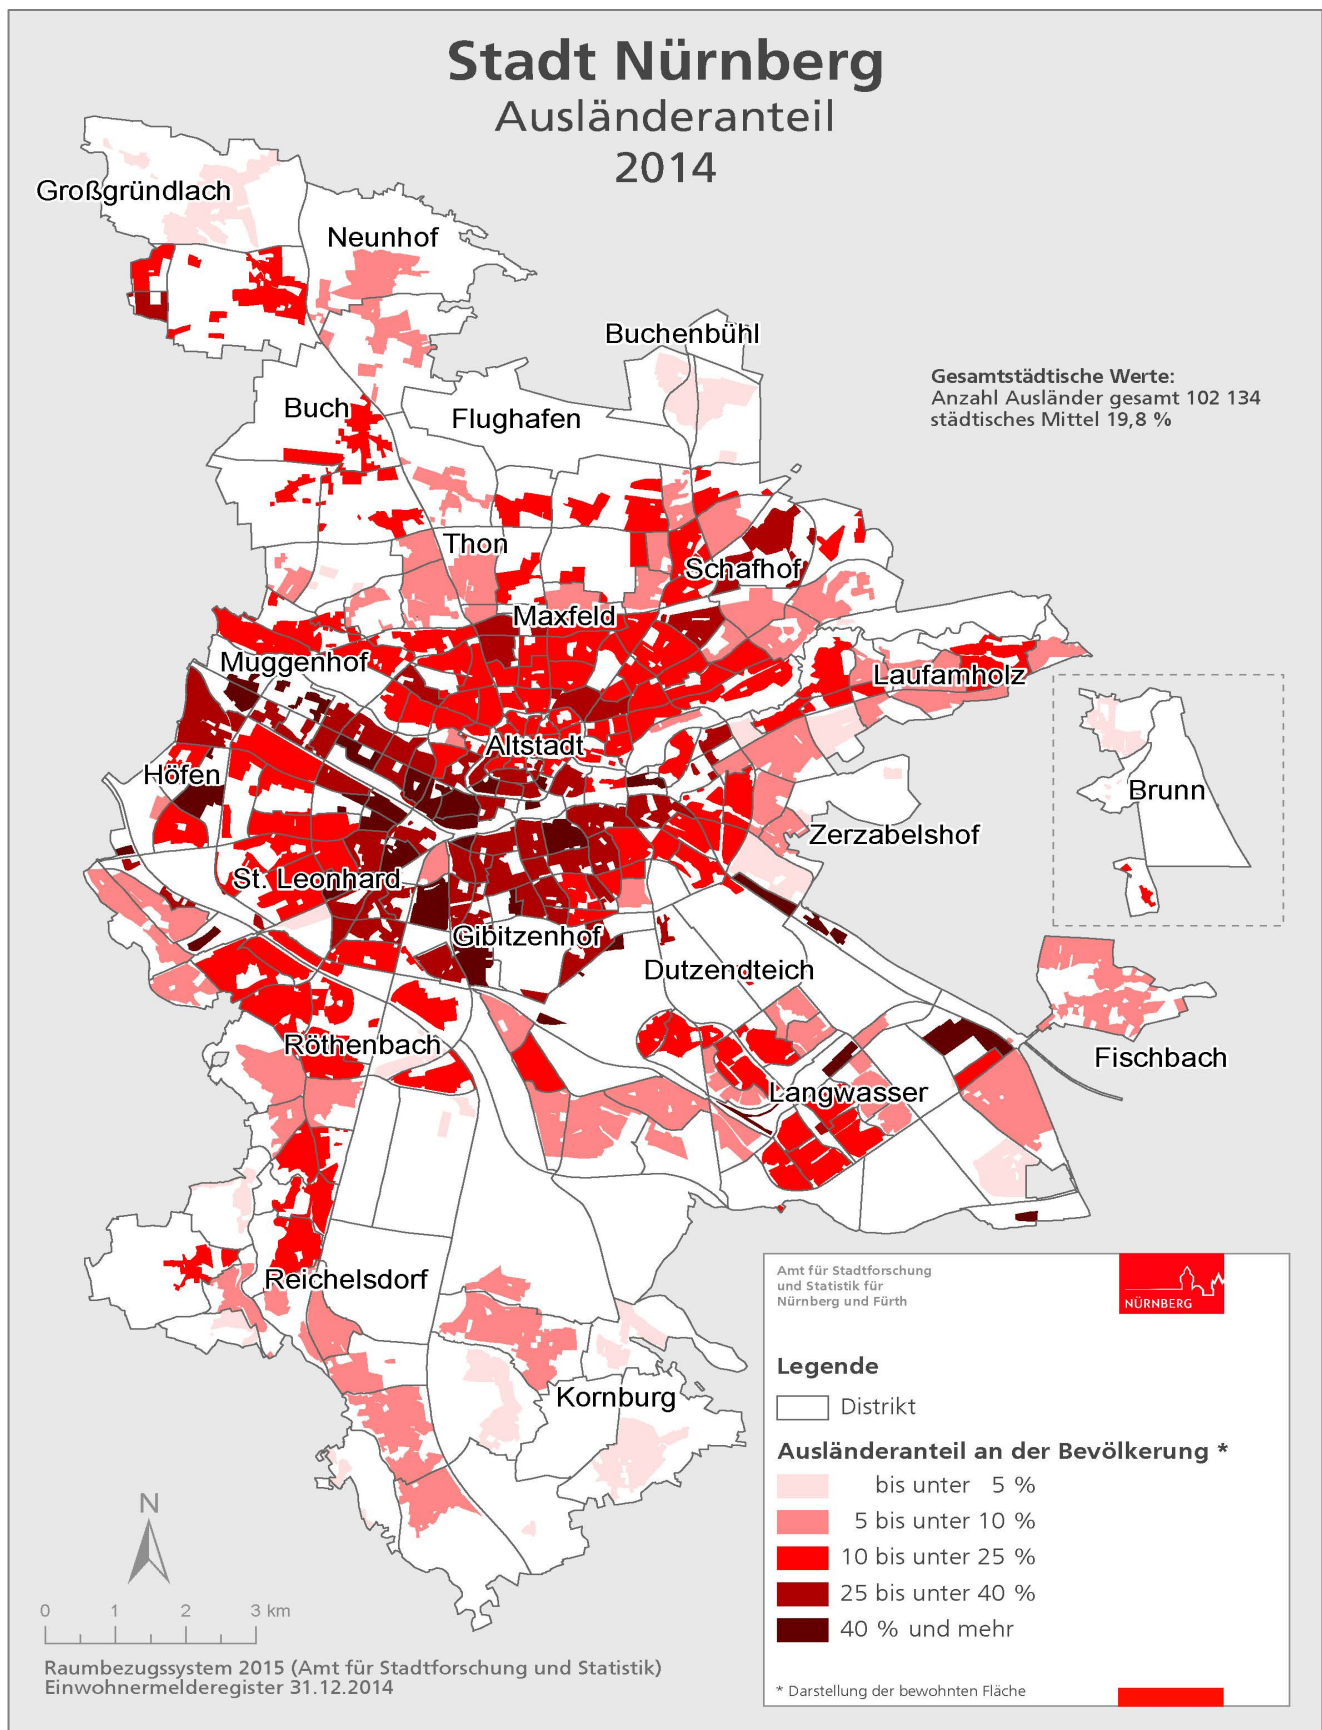 Stadt Nürnberg
Ausländeranteil
2014
Großgründlach
Neunhof
Buchenbühl
Gesamtstädtische Werte:
Anzahl Ausländer gesamt 102 134
städtisches Mittel 19,8 %
Buch
Flughafen
Thon
Schafhof
Maxfeld
Muggenhof
Laufamholz
Altstadt
Höfen
Brunn
Zerzabelshof
St. Leonhard
Gibitzenhof
Dutzendteich
Röthenbach
Fischbach
Langwasser
Reichelsdorf
Kornburg
Amt für Stadtforschung
und Statistik für
Nürnberg und Fürth
NÜRNBERG
Legende
Distrikt
Ausländeranteil an der Bevölkerung *
bis unter 5 %
5 bis unter 10 %
10 bis unter 25 %
25 bis unter 40 %
40 % und mehr
* Darstellung der bewohnten Fläche
N
0 1 2 3 km
Raumbezugssystem 2015 (Amt für Stadtforschung und Statistik)
Einwohnermelderegister 31.12.2014